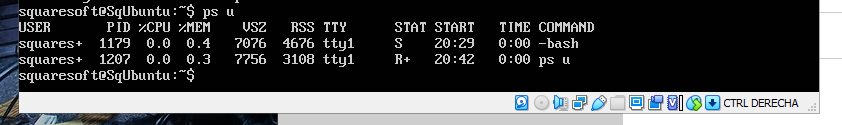 squaresoft@SqUbuntu:~$ ps u
USER       PID %CPU %MEM    VSZ   RSS TTY      STAT START   TIME COMMAND
squares+  1179  0.0  0.4   7076  4676 tty1     S    20:29   0:00 -bash
squares+  1207  0.0  0.3   7756  3108 tty1     R+   20:42   0:00 ps u
squaresoft@SqUbuntu:~$
CTRL DERECHA